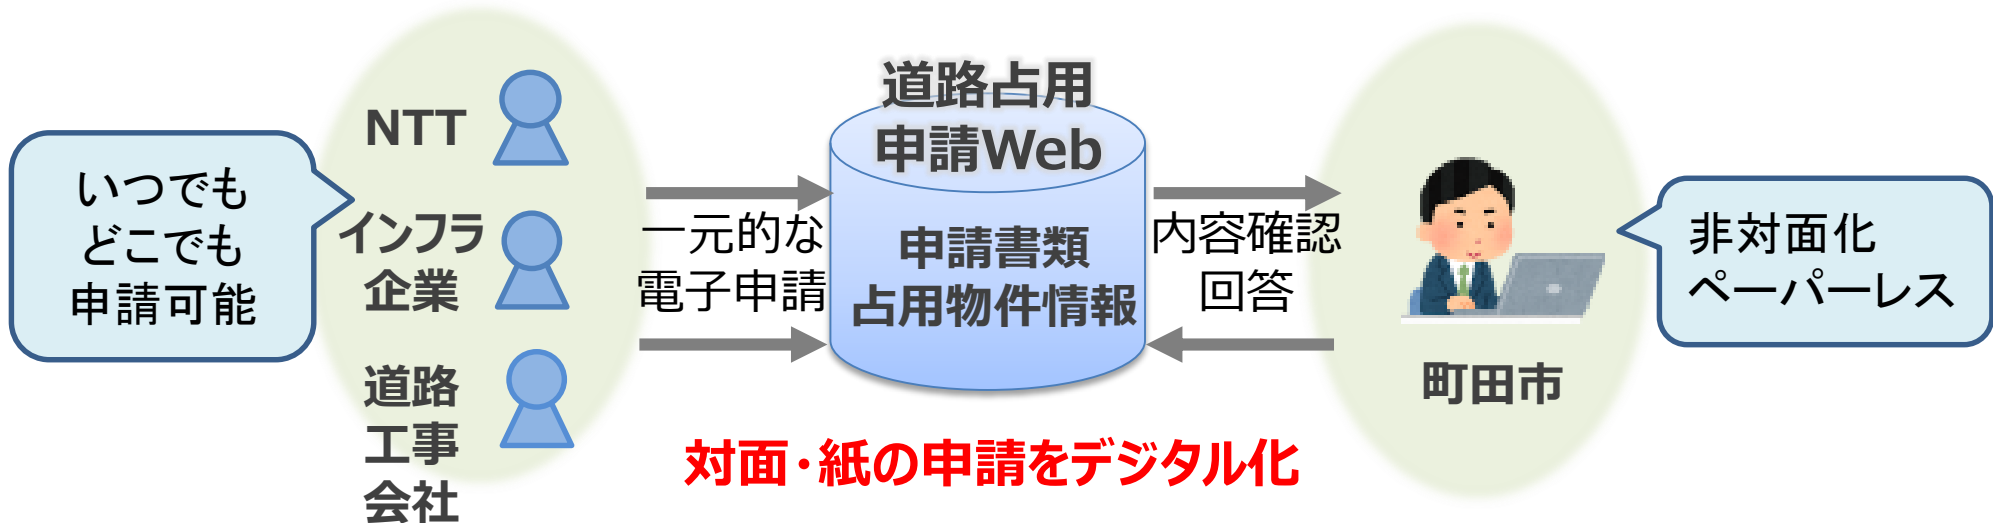 いつでも
どこでも
申請可能
NTT
インフラ
企業
道路
工事
会社
一元的な
電子申請
道路占用
申請Web
申請書類
占用物件情報
内容確認
回答
町田市
非対面化
ペーパーレス
対面・紙の申請をデジタル化